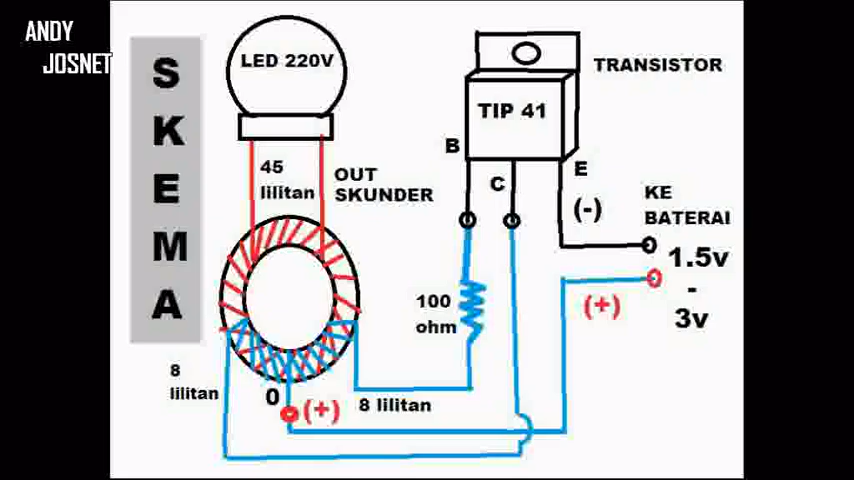 ANDY
JOSNET
SKEMA
LED 220V
TRANSISTOR
TIP 41
B
C
E
45
lilitan
OUT
SKUNDER
(-)
KE
BATERAI
1.5v
-
3v
(+)
100
ohm
8
lilitan
0
(+)
8 lilitan